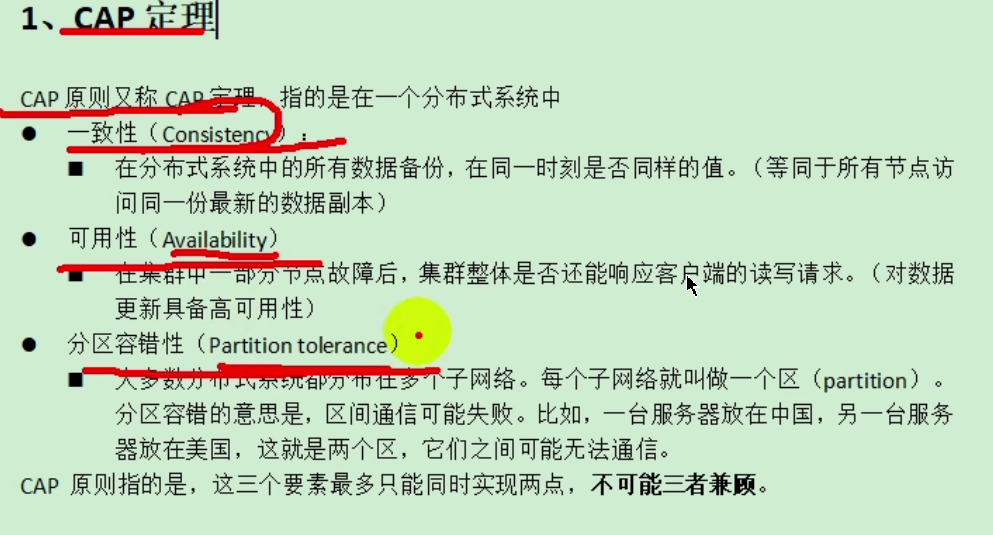 1、CAP 定理
CAP 原则又称 CAP 定理，指的是在一个分布式系统中
● 一致性（Consistency）：
■ 在分布式系统中的所有数据备份，在同一时刻是否同样的值。（等同于所有节点访
问同一份最新的数据副本）
● 可用性（Availability）
■ 在集群中一部分节点故障后，集群整体是否还能响应客户端的读写请求。（对数据
更新具备高可用性）
● 分区容错性（Partition tolerance）
■ 大多数分布式系统都分布在多个子网络。每个子网络就叫做一个区（partition）。
分区容错的意思是，区间通信可能失败。比如，一台服务器放在中国，另一台服务
器放在美国，这就是两个区，它们之间可能无法通信。
CAP 原则指的是，这三个要素最多只能同时实现两点，不可能三者兼顾。